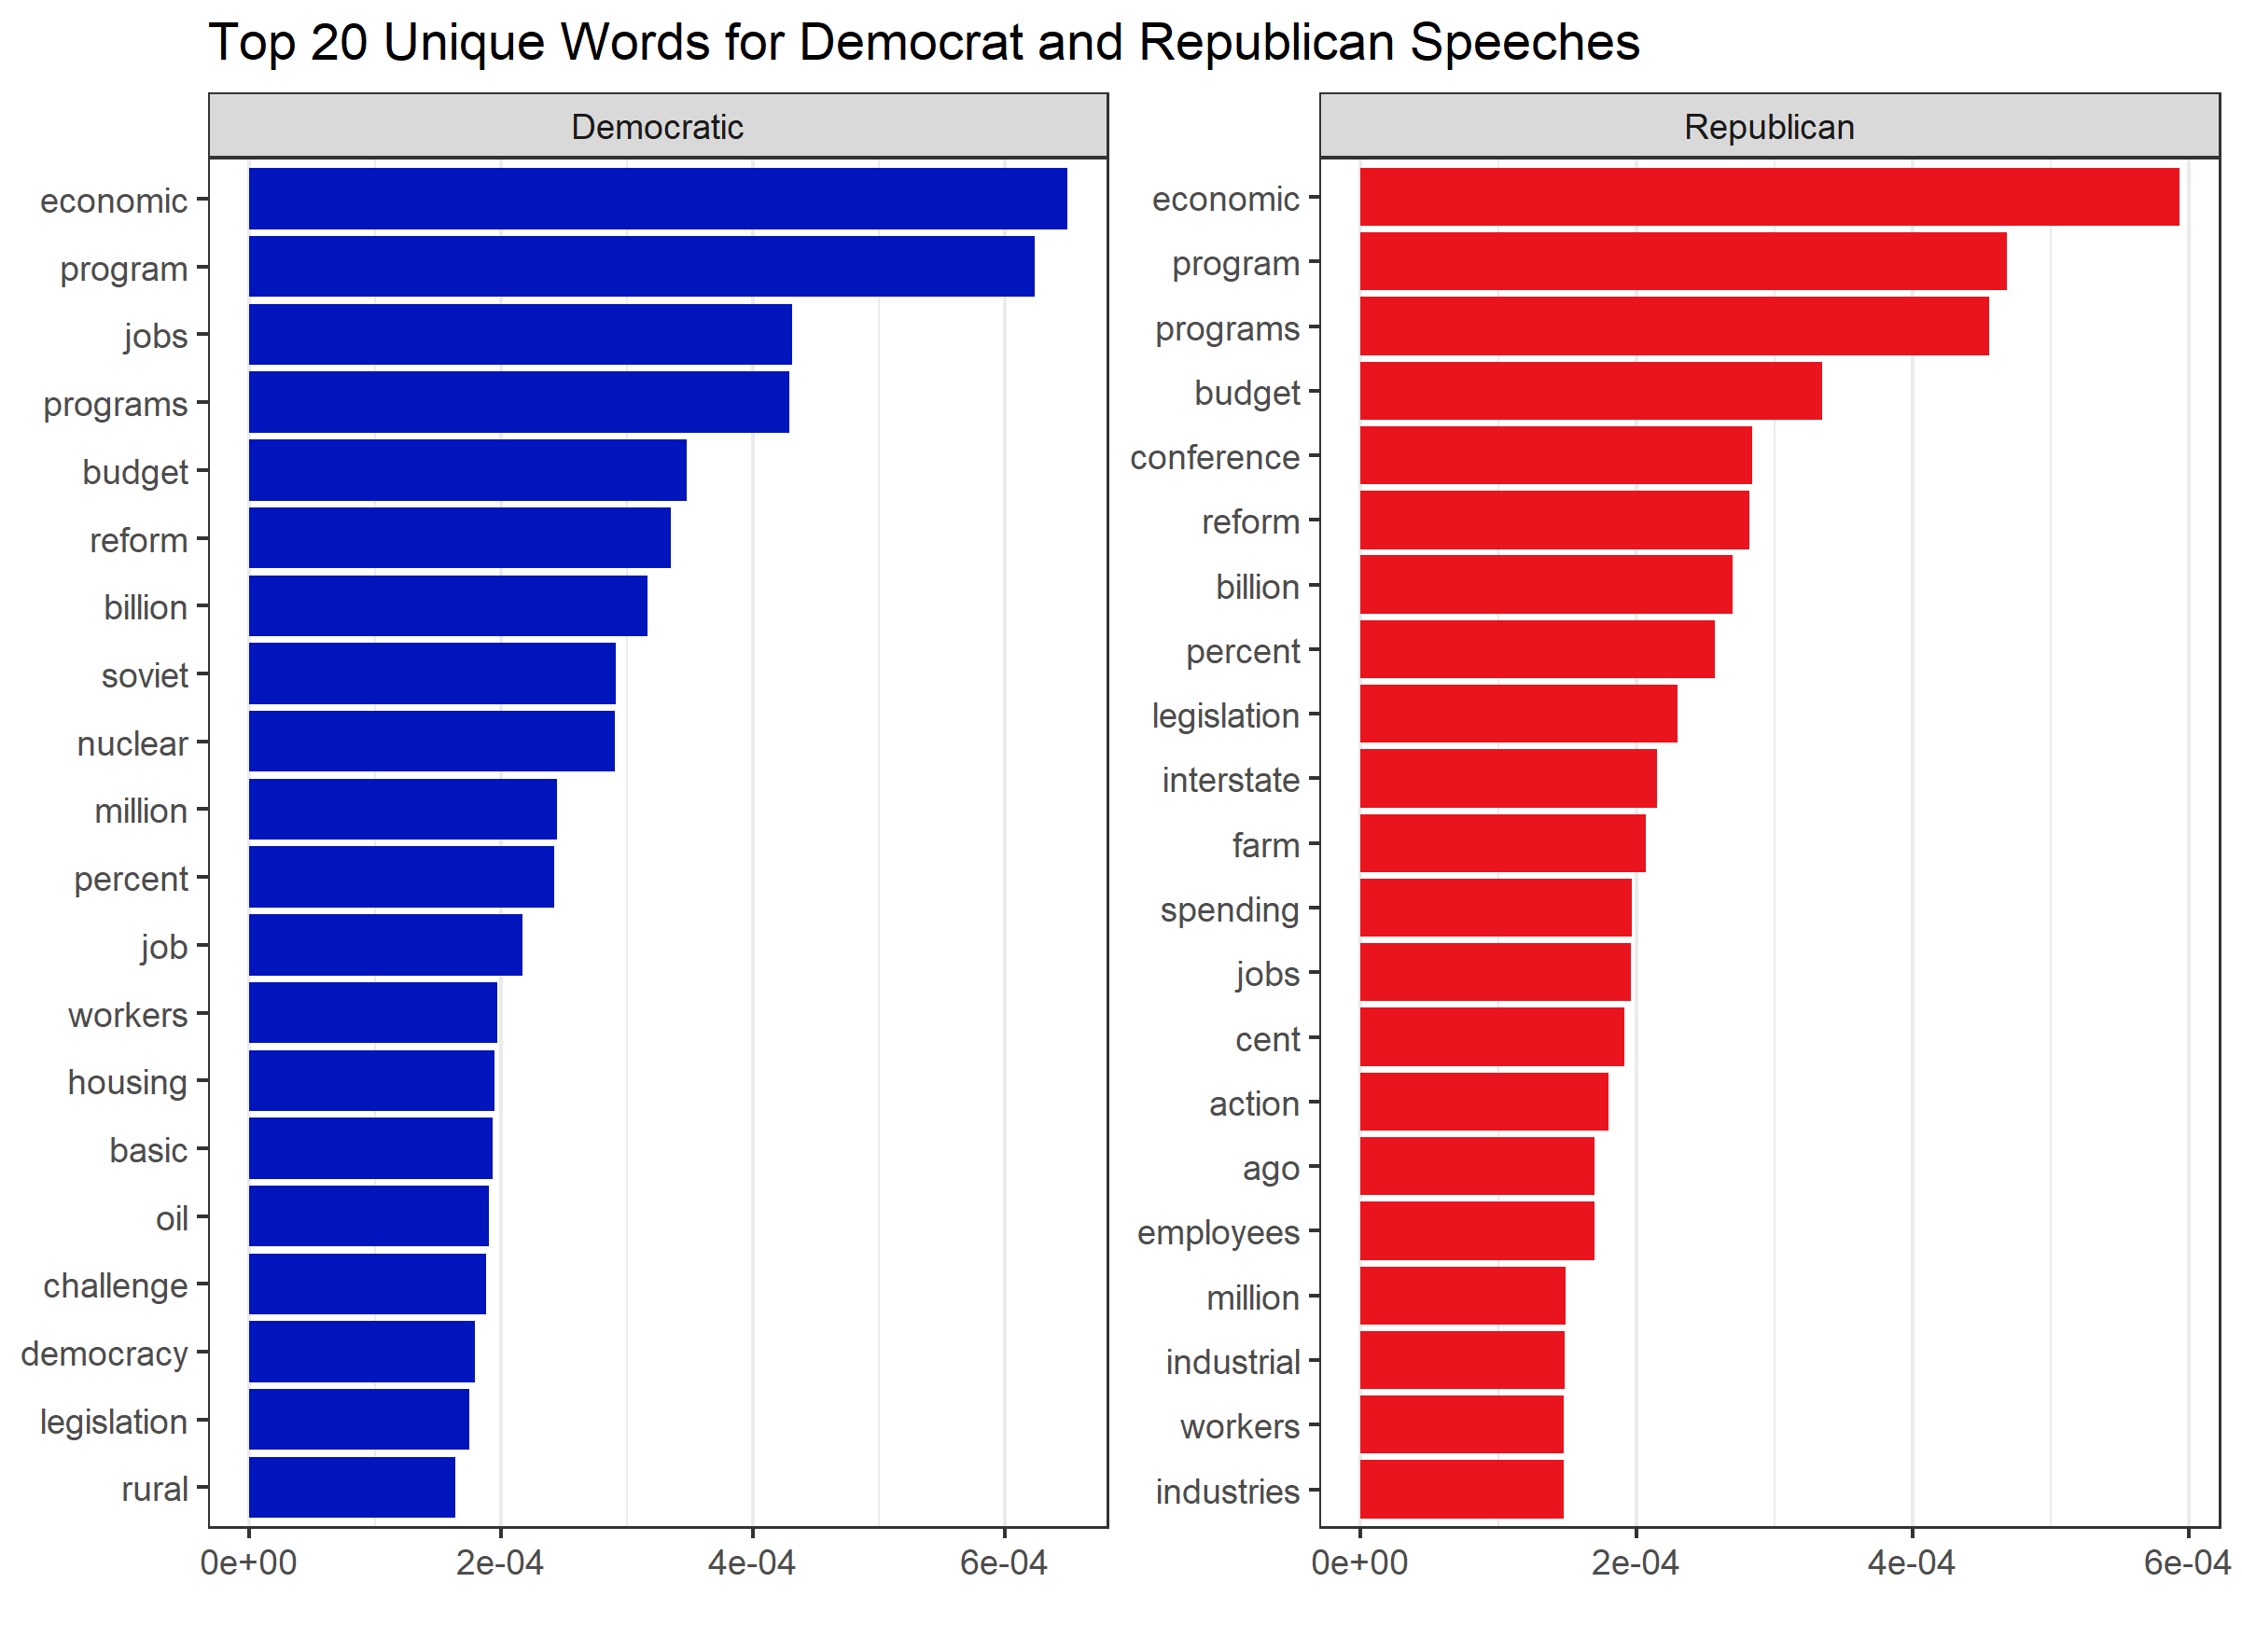 Top 20 Unique Words for Democrat and Republican Speeches
Democratic
economic
program
jobs
programs
budget
reform
billion
soviet
nuclear
million
percent
job
workers
housing
basic
oil
challenge
democracy
legislation
rural
0e+00 2e-04 4e-04 6e-04
Republican
economic
program
programs
budget
conference
reform
billion
percent
legislation
interstate
farm
spending
jobs
cent
action
ago
employees
million
industrial
workers
industries
0e+00 2e-04 4e-04 6e-04